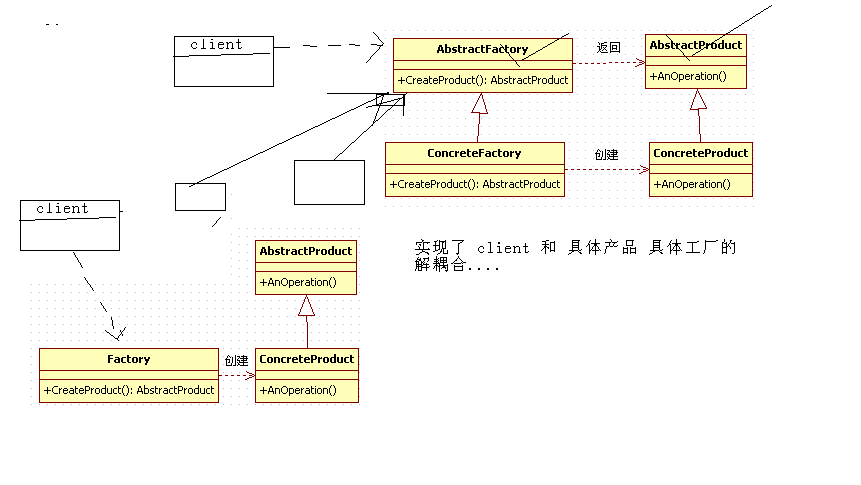 client
AbstractFactory
+CreateProduct(): AbstractProduct
返回
AbstractProduct
+AnOperation()
ConcreteFactory
+CreateProduct(): AbstractProduct
创建
ConcreteProduct
+AnOperation()
client
AbstractProduct
+AnOperation()
实现了 client 和 具体产品 具体工厂的
解耦合....
Factory
+CreateProduct(): AbstractProduct
创建
ConcreteProduct
+AnOperation()